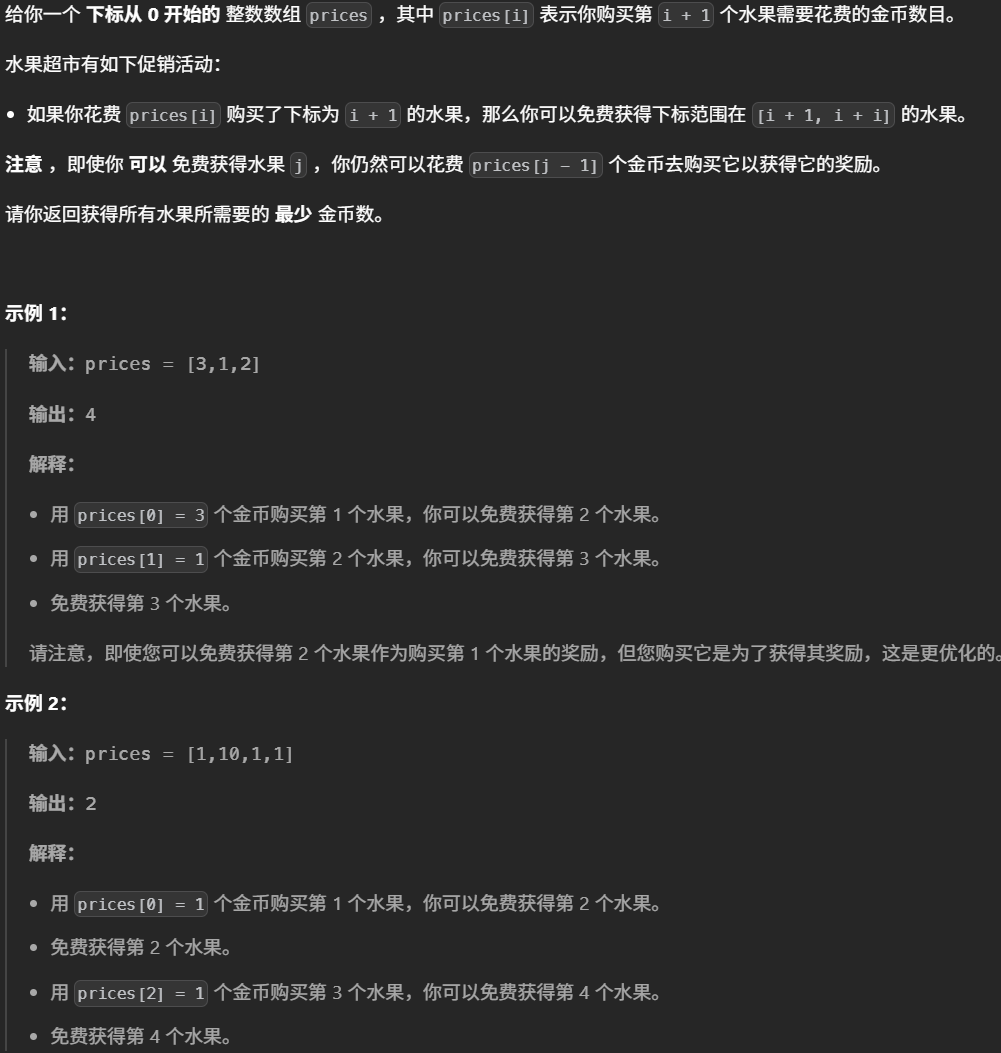 给你一个 下标从 0 开始的 整数数组 prices ，其中 prices[i] 表示你购买第 i + 1 个水果需要花费的金币数目。
水果超市有如下促销活动：
• 如果你花费 prices[i] 购买了下标为 i + 1 的水果，那么你可以免费获得下标范围在 [i + 1, i + i] 的水果。
注意 ，即使你 可以 免费获得水果 j ，你仍然可以花费 prices[j - 1] 个金币去购买它以获得它的奖励。
请你返回获得所有水果所需要的 最少 金币数。
示例 1：
输入：prices = [3,1,2]
输出：4
解释：
• 用 prices[0] = 3 个金币购买第 1 个水果，你可以免费获得第 2 个水果。
• 用 prices[1] = 1 个金币购买第 2 个水果，你可以免费获得第 3 个水果。
• 免费获得第 3 个水果。
请注意，即使您可以免费获得第 2 个水果作为购买第 1 个水果的奖励，但您购买它是为了获得其奖励，这是更优化的。
示例 2：
输入：prices = [1,10,1,1]
输出：2
解释：
• 用 prices[0] = 1 个金币购买第 1 个水果，你可以免费获得第 2 个水果。
• 免费获得第 2 个水果。
• 用 prices[2] = 1 个金币购买第 3 个水果，你可以免费获得第 4 个水果。
• 免费获得第 4 个水果。